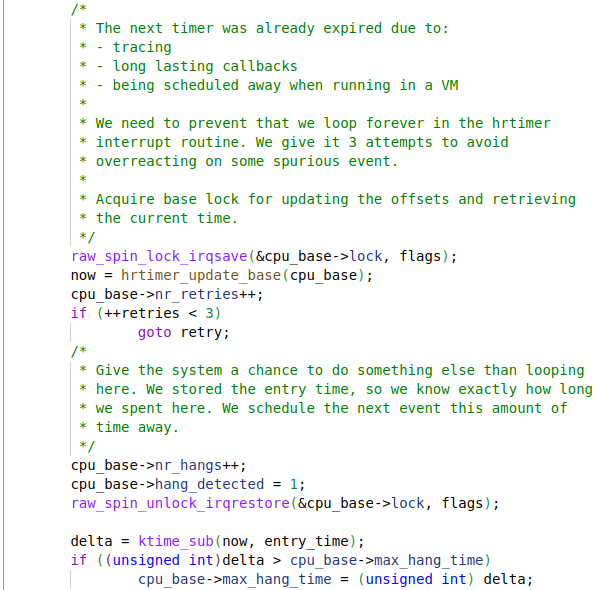 /*
 * The next timer was already expired due to:
 * - tracing
 * - long lasting callbacks
 * - being scheduled away when running in a VM
 *
 * We need to prevent that we loop forever in the hrtimer
 * interrupt routine. We give it 3 attempts to avoid
 * overreacting on some spurious event.
 *
 * Acquire base lock for updating the offsets and retrieving
 * the current time.
 */
raw_spin_lock_irqsave(&cpu_base->lock, flags);
now = hrtimer_update_base(cpu_base);
cpu_base->nr_retries++;
if (++retries < 3)
        goto retry;
/*
 * Give the system a chance to do something else than looping
 * here. We stored the entry time, so we know exactly how long
 * we spent here. We schedule the next event this amount of
 * time away.
 */
cpu_base->nr_hangs++;
cpu_base->hang_detected = 1;
raw_spin_unlock_irqrestore(&cpu_base->lock, flags);

delta = ktime_sub(now, entry_time);
if ((unsigned int)delta > cpu_base->max_hang_time)
        cpu_base->max_hang_time = (unsigned int) delta;